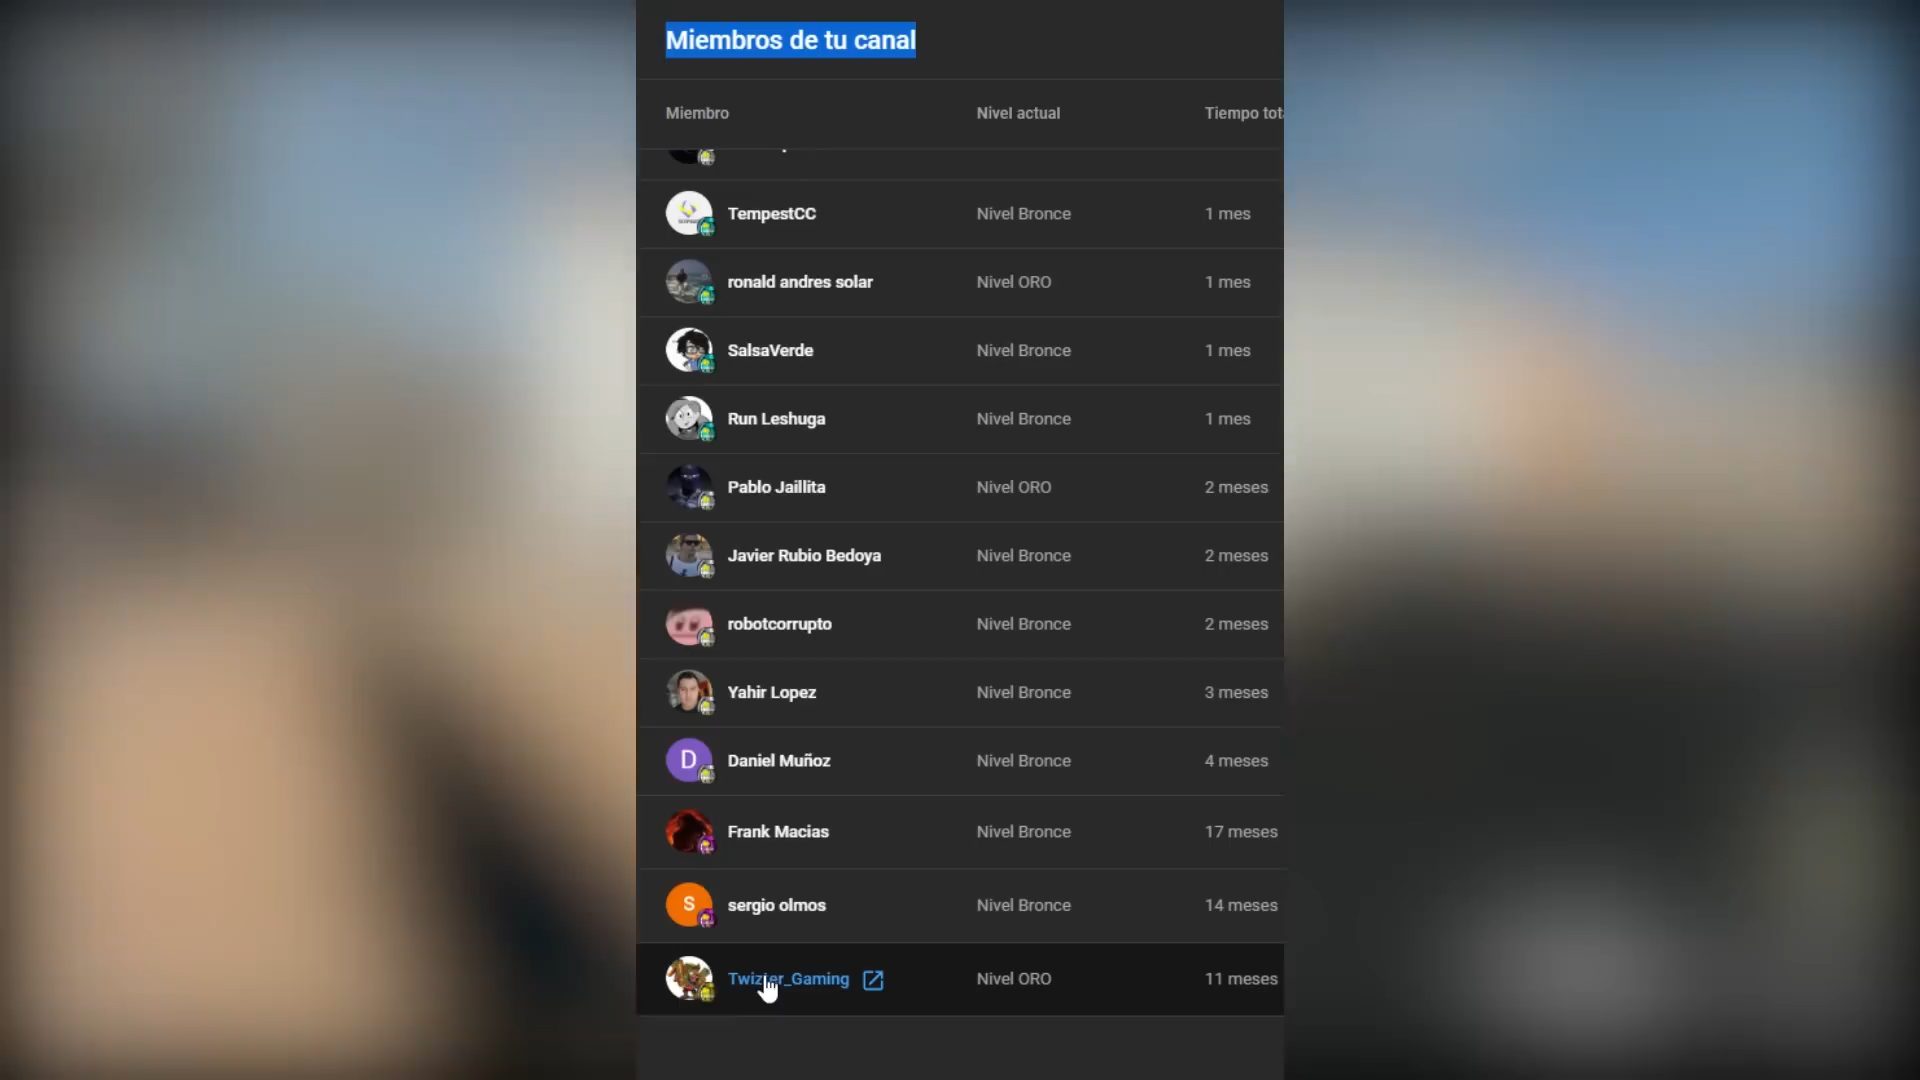 Miembros de tu canal
Miembro Nivel actual Tiempo tot
TempestCC Nivel Bronce 1 mes
ronald andres solar Nivel ORO 1 mes
SalsaVerde Nivel Bronce 1 mes
Run Leshuga Nivel Bronce 1 mes
Pablo Jaillita Nivel ORO 2 meses
Javier Rubio Bedoya Nivel Bronce 2 meses
robotcorrupto Nivel Bronce 2 meses
Yahir Lopez Nivel Bronce 3 meses
D Daniel Muñoz Nivel Bronce 4 meses
Frank Macias Nivel Bronce 17 meses
S sergio olmos Nivel Bronce 14 meses
Nivel ORO 11 meses